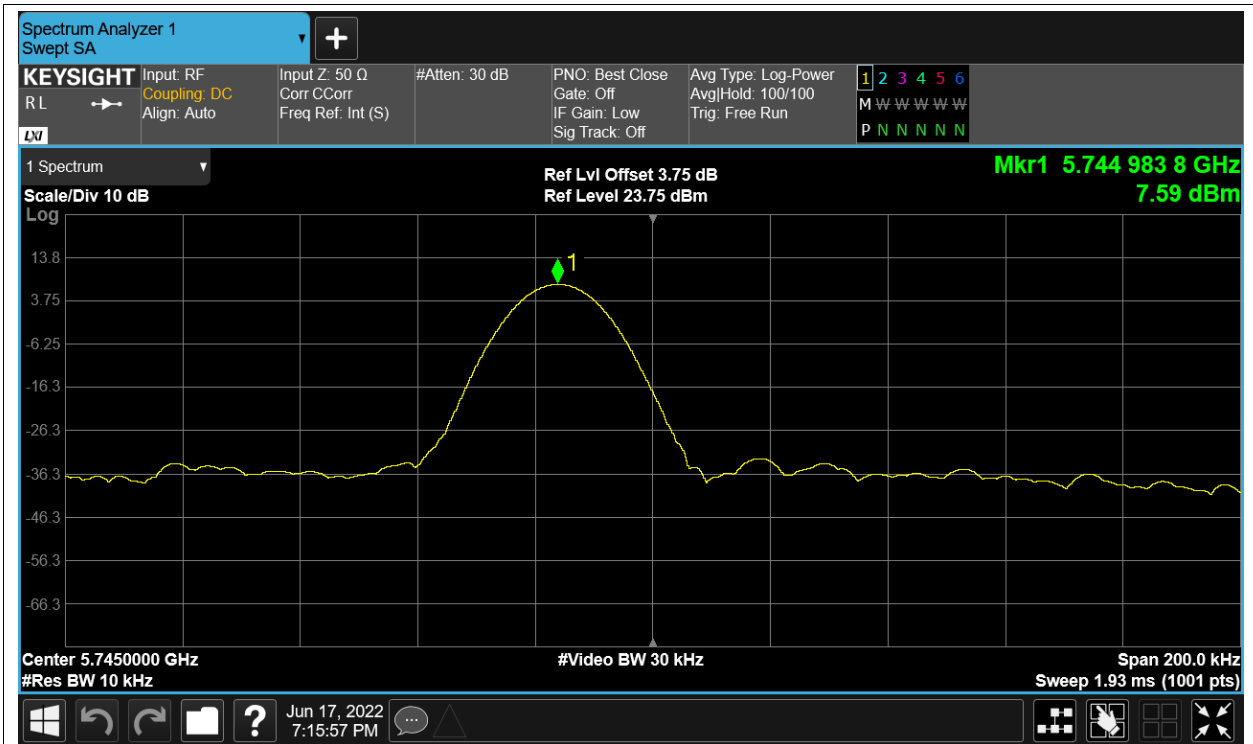 Spectrum Analyzer 1
Swept SA
+
KEYSIGHT
R L
LXI
Input: RF
Coupling: DC
Align: Auto
Input Z: 50 Ω
Corr CCorr
Freq Ref: Int (S)
#Atten: 30 dB
PNO: Best Close
Gate: Off
IF Gain: Low
Sig Track: Off
Avg Type: Log-Power
Avg|Hold: 100/100
Trig: Free Run
1 2 3 4 5 6
M W W W W W
P N N N N N
1 Spectrum
Scale/Div 10 dB
Log
Ref Lvl Offset 3.75 dB
Ref Level 23.75 dBm
Mkr1 5.744 983 8 GHz
7.59 dBm
1
13.8
3.75
-6.25
-16.3
-26.3
-36.3
-46.3
-56.3
-66.3
Center 5.7450000 GHz
#Res BW 10 kHz
#Video BW 30 kHz
Span 200.0 kHz
Sweep 1.93 ms (1001 pts)
?
Jun 17, 2022
7:15:57 PM